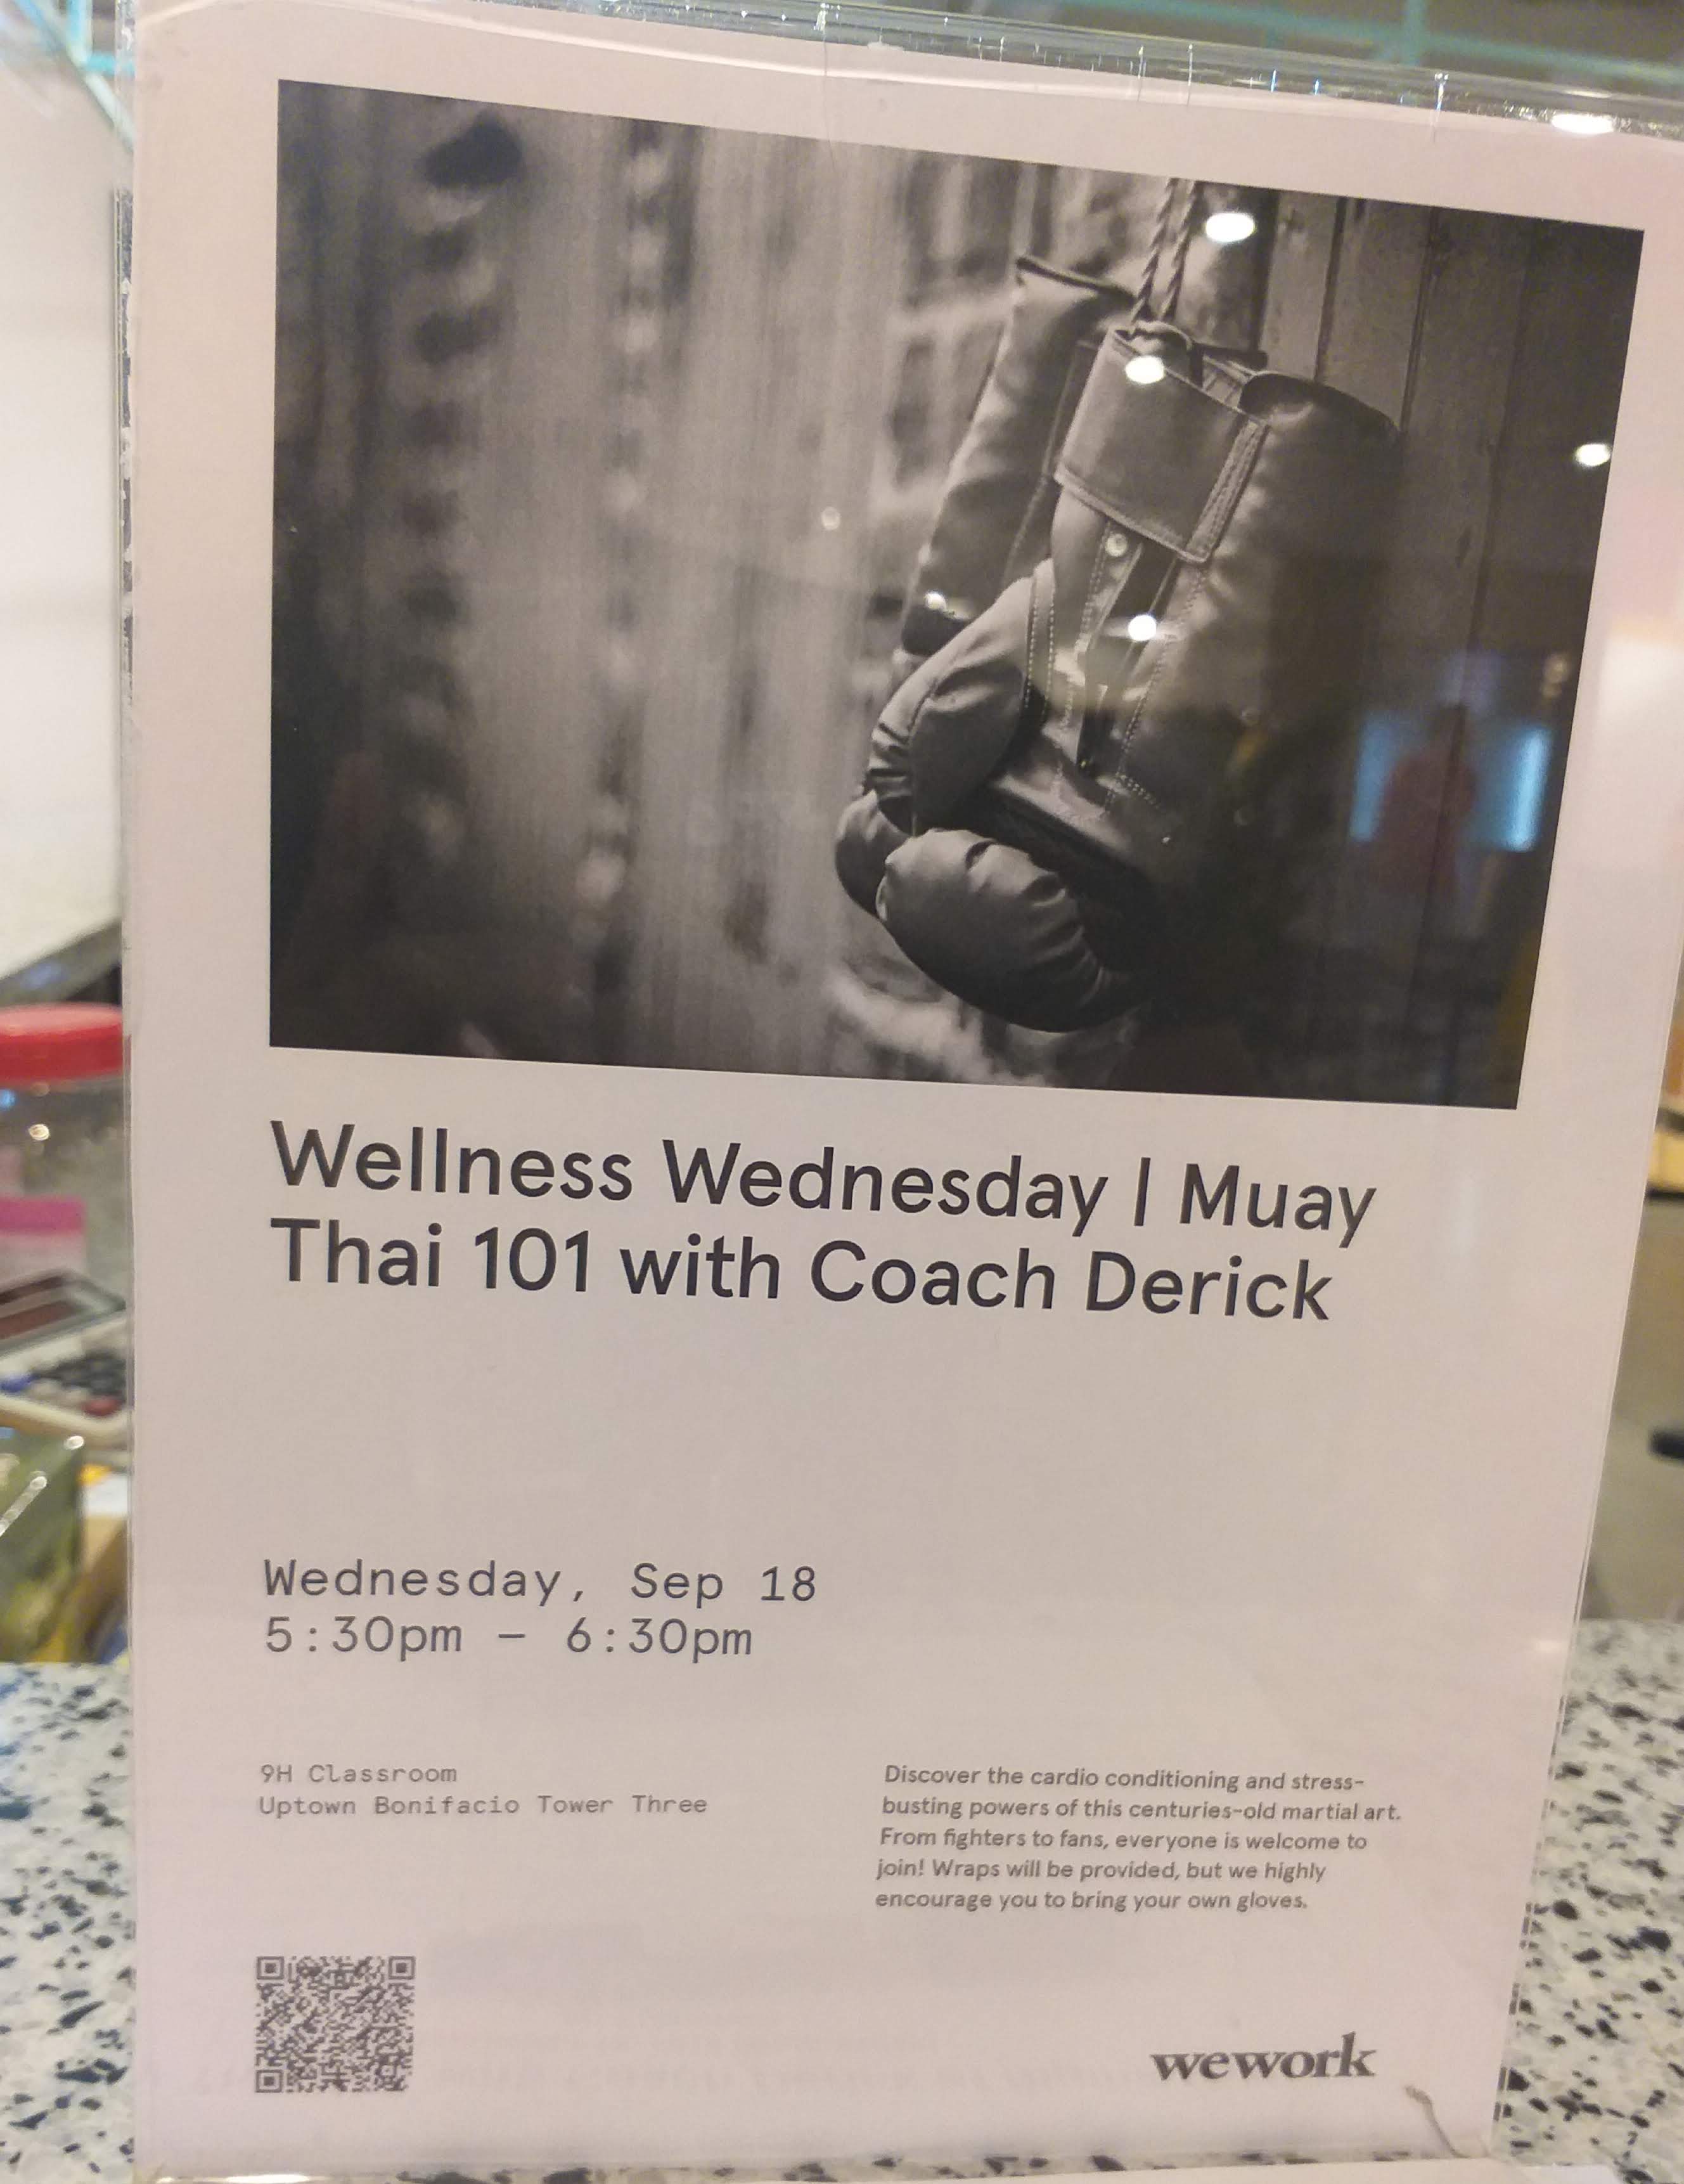 Wellness Wednesday | Muay
Thai 101 with Coach Derick
Wednesday, Sep 18
5:30pm – 6:30pm
9H Classroom
Uptown Bonifacio Tower Three
Discover the cardio conditioning and stress-
busting powers of this centuries-old martial art.
From fighters to fans, everyone is welcome to
join! Wraps will be provided, but we highly
encourage you to bring your own gloves.
wework